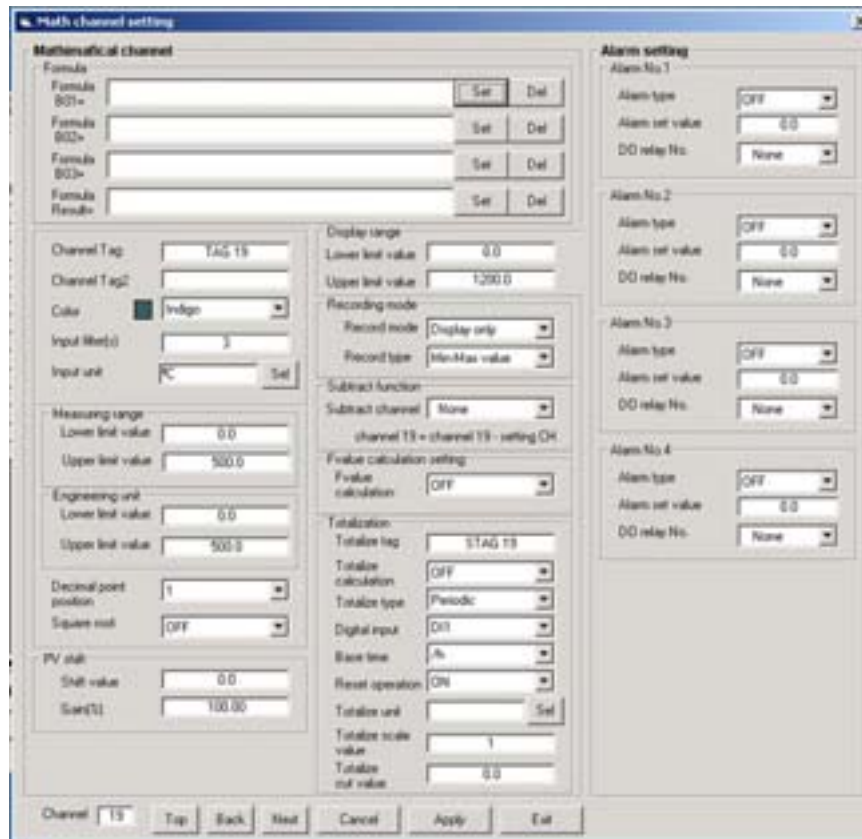 Math channel setting
Mathematical channel
Formula
Formula B01=
Set
Del
Formula B02=
Set
Del
Formula B03=
Set
Del
Formula Result=
Set
Del
Channel Tag
TAG 19
Channel Tag2
Color
Indigo
Input filter(s)
3
Input unit
℃
Sel
Measuring range
Lower limit value
0.0
Upper limit value
500.0
Engineering unit
Lower limit value
0.0
Upper limit value
500.0
Decimal point position
1
Square root
OFF
PV shift
Shift value
0.0
Gain(%)
100.00
Display range
Lower limit value
0.0
Upper limit value
1200.0
Recording mode
Record mode
Display only
Record type
Min-Max value
Subtract function
Subtract channel
None
channel 19 = channel 19 - setting CH
Fvalue calculation setting
Fvalue calculation
OFF
Totalization
Totalize tag
STAG 19
Totalize calculation
OFF
Totalize type
Periodic
Digital input
DI1
Base time
/h
Reset operation
ON
Totalize unit
Sel
Totalize scale value
1
Totalize cut value
0.0
Alarm setting
Alarm No.1
Alarm type
OFF
Alarm set value
0.0
DO relay No.
None
Alarm No.2
Alarm type
OFF
Alarm set value
0.0
DO relay No.
None
Alarm No.3
Alarm type
OFF
Alarm set value
0.0
DO relay No.
None
Alarm No.4
Alarm type
OFF
Alarm set value
0.0
DO relay No.
None
Channel
19
Top
Back
Next
Cancel
Apply
Exit